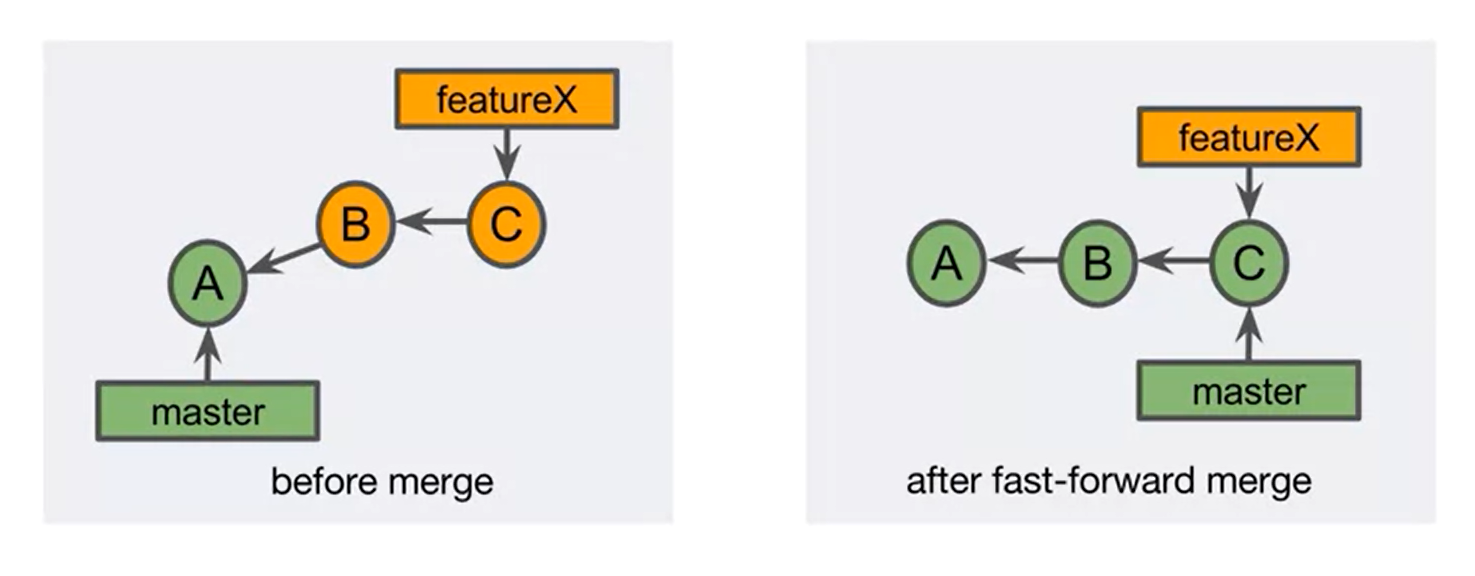 featureX
B
C
A
master
before merge
featureX
A
B
C
master
after fast-forward merge